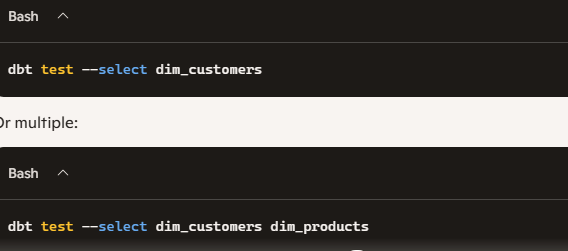 Bash
dbt test --select dim_customers
Or multiple:
Bash
dbt test --select dim_customers dim_products